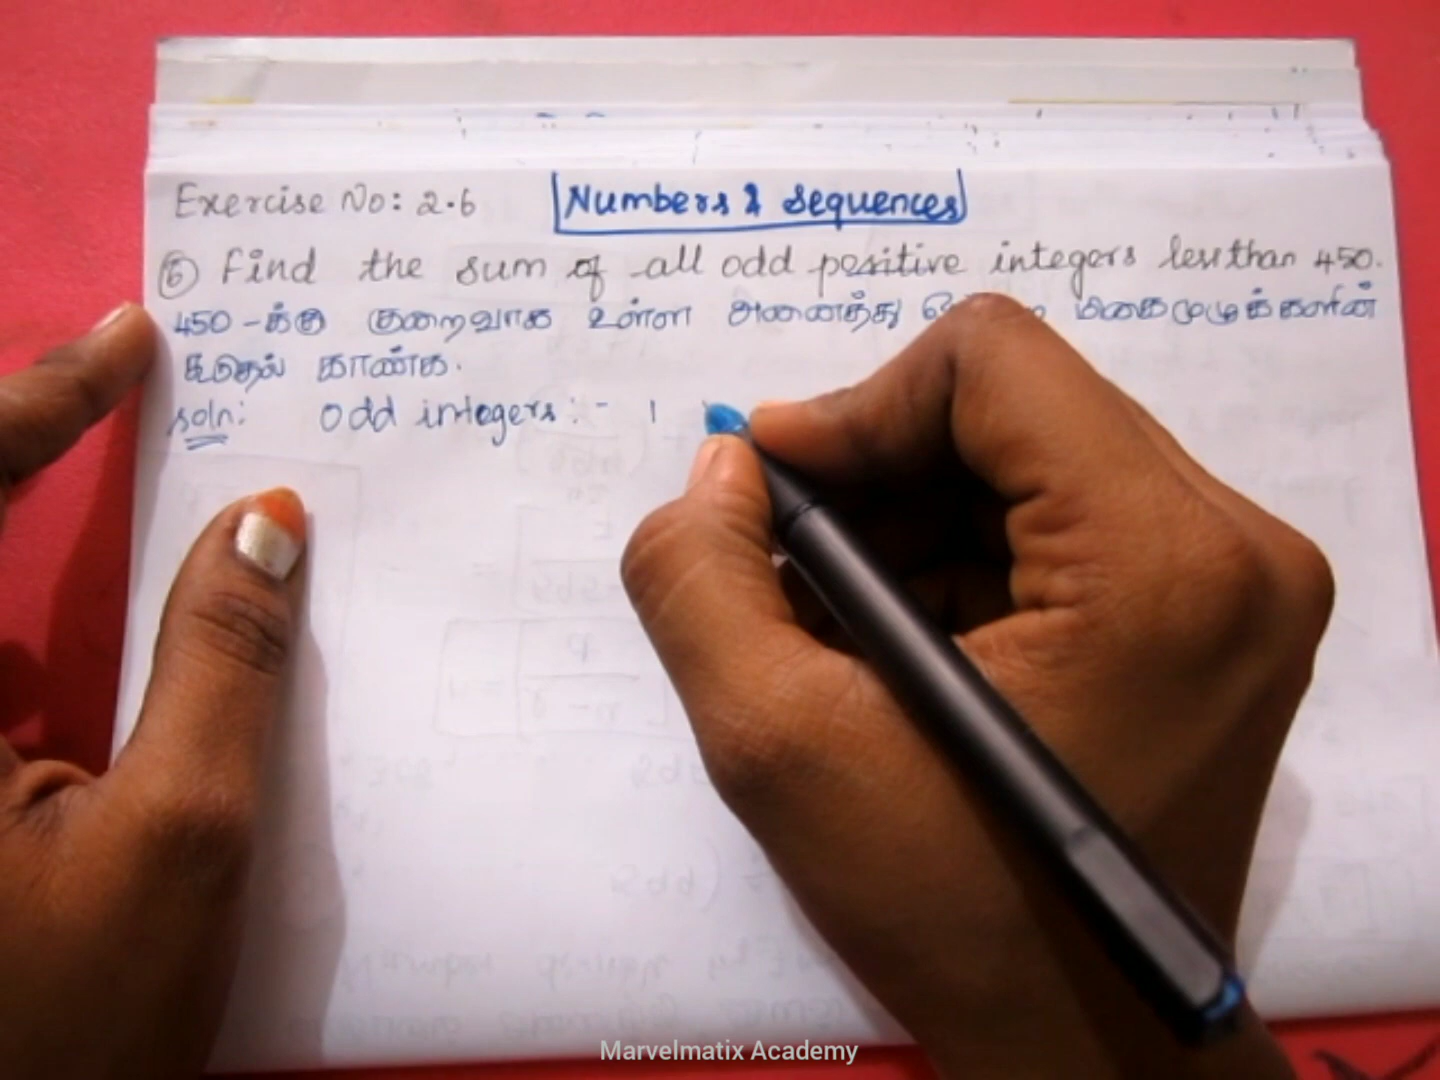 Exercise No: 2.6
Numbers & Sequences
⑥ Find the sum of all odd positive integers less than 450.
450-க்கு குறைவாக உள்ள அனைத்து மிகைமுழுக்களின்
கூடுதல் காண்க.
soln: Odd integers:- 1
Marvelmatix Academy